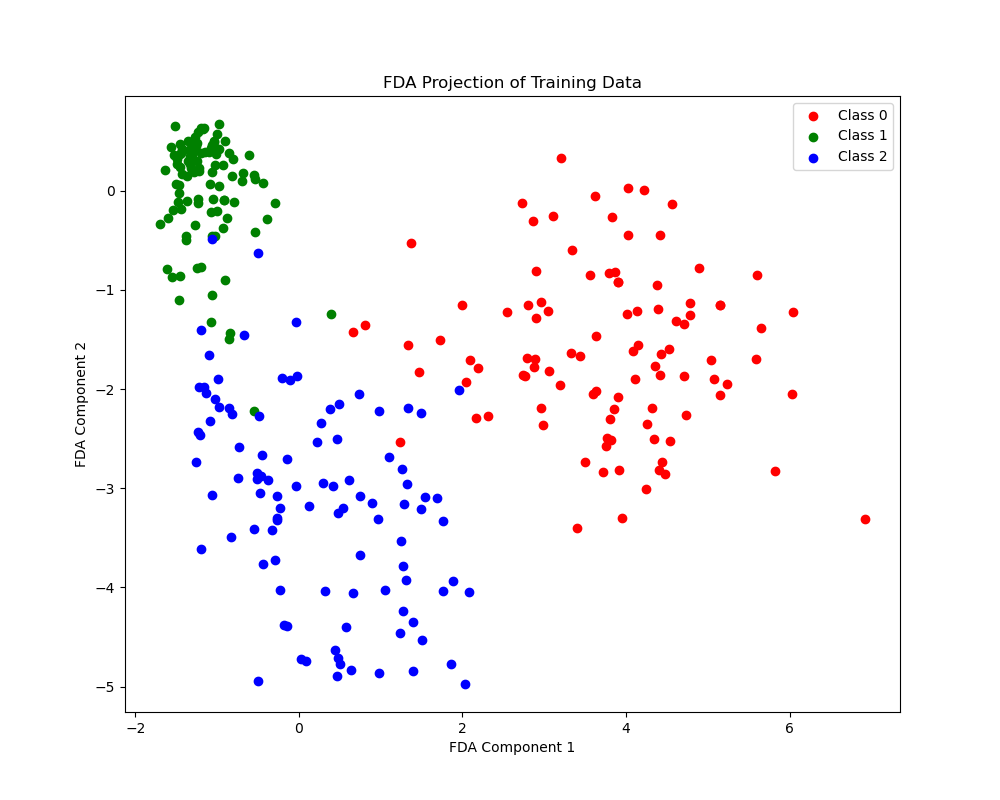 FDA Projection of Training Data
Class 0
Class 1
Class 2
FDA Component 2
0
−1
−2
−3
−4
−5
−2
0
2
4
6
FDA Component 1